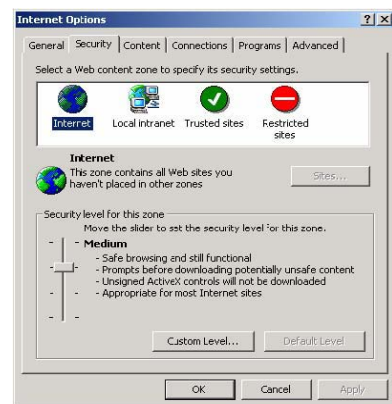 Internet Options
General Security Content Connections Programs Advanced
Select a Web content zone to specify its security settings.
Internet Local intranet Trusted sites Restricted sites
Internet
This zone contains all Web sites you
haven't placed in other zones
Sites...
Security level for this zone
Move the slider to set the security level for this zone.
Medium
- Safe browsing and still functional
- Prompts before downloading potentially unsafe content
- Unsigned ActiveX controls will not be downloaded
- Appropriate for most Internet sites
Custom Level... Default Level
OK Cancel Apply